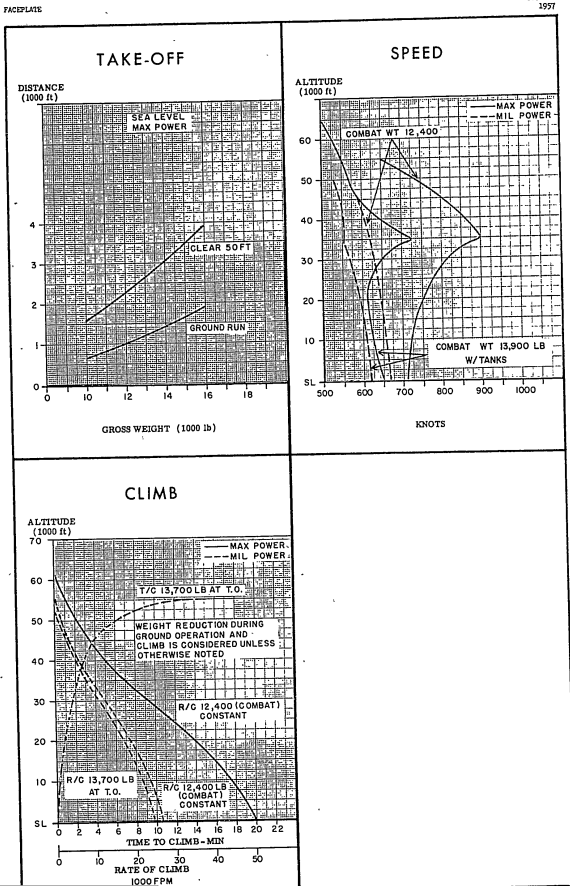 FACEPLATE
1957
TAKE-OFF
DISTANCE
(1000 ft)
SEA LEVEL
MAX POWER
4
3
2
1
0
CLEAR 50 FT
GROUND RUN
0 10 12 14 16 18
GROSS WEIGHT (1000 lb)
SPEED
ALTITUDE
(1000 ft)
MAX POWER
MIL POWER
COMBAT WT 12,400
60
50
40
30
20
10
SL
COMBAT WT 13,900 LB
W/TANKS
500 600 700 800 900 1000
KNOTS
CLIMB
ALTITUDE
(1000 ft)
70
60
50
40
30
20
10
SL
MAX POWER
MIL POWER
T/C 13,700 LB AT T.O.
WEIGHT REDUCTION DURING
GROUND OPERATION AND
CLIMB IS CONSIDERED UNLESS
OTHERWISE NOTED
R/C 12,400 (COMBAT)
CONSTANT
R/C 13,700 LB
AT T.O.
R/C 12,400 LB
(COMBAT)
CONSTANT
0 2 4 6 8 10 12 14 16 18 20 22
TIME TO CLIMB-MIN
0 10 20 30 40 50
RATE OF CLIMB
1000 FPM